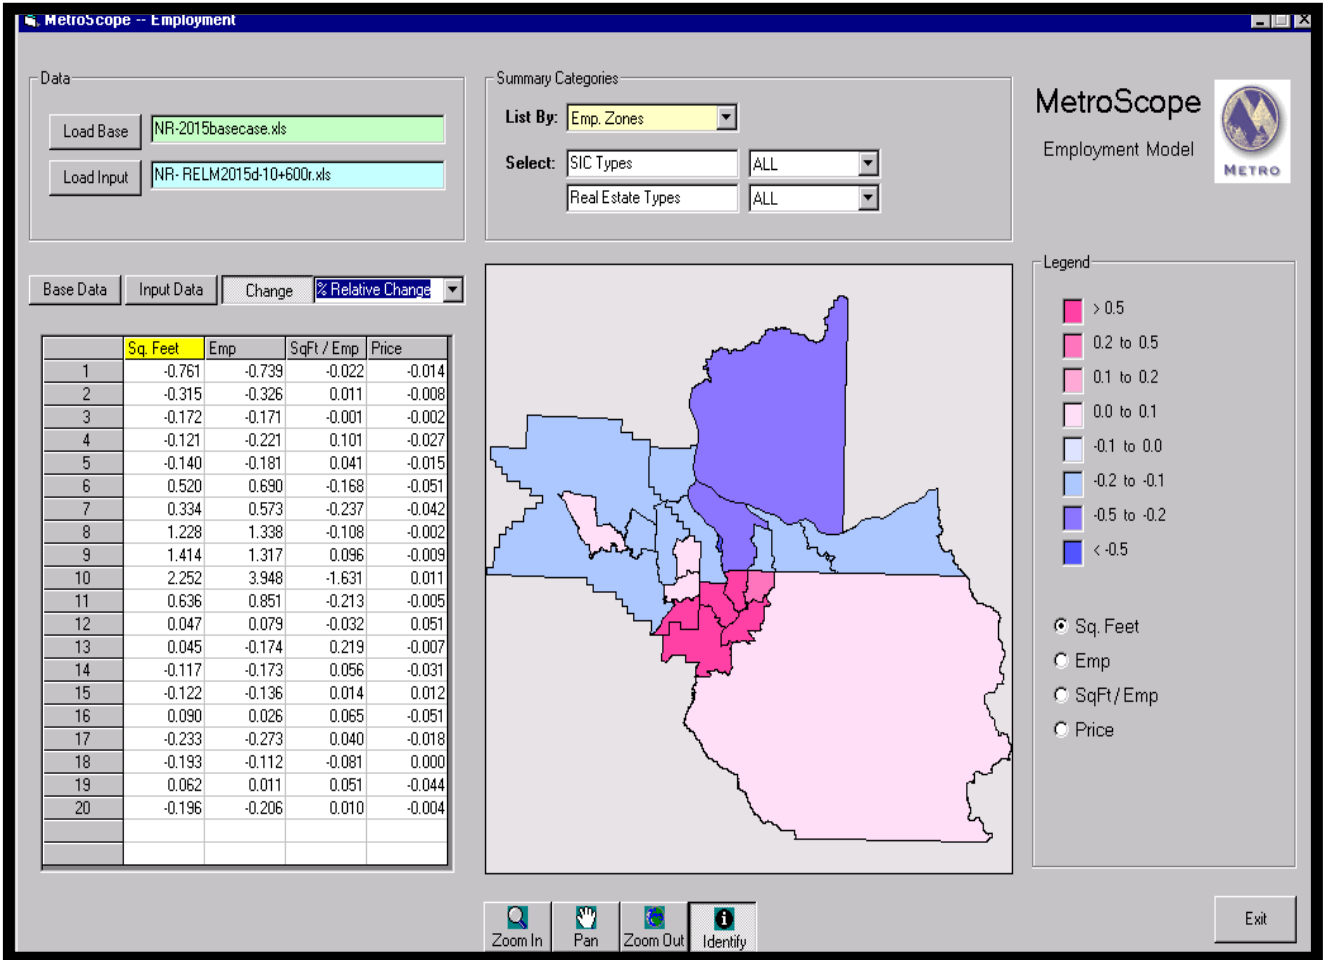 MetroScope -- Employment
Data
Load Base NR-2015basecase.xls
Load Input NR- RELM2015d-10+600r.xls
Summary Categories
List By: Emp. Zones
Select: SIC Types ALL
Real Estate Types ALL
MetroScope
Employment Model
METRO
Base Data Input Data Change % Relative Change
Sq. Feet Emp SqFt / Emp Price
1 -0.761 -0.739 -0.022 -0.014
2 -0.315 -0.326 0.011 -0.008
3 -0.172 -0.171 -0.001 -0.002
4 -0.121 -0.221 0.101 -0.027
5 -0.140 -0.181 0.041 -0.015
6 0.520 0.690 -0.168 -0.051
7 0.334 0.573 -0.237 -0.042
8 1.228 1.338 -0.108 -0.002
9 1.414 1.317 0.096 -0.009
10 2.252 3.948 -1.631 0.011
11 0.636 0.851 -0.213 -0.005
12 0.047 0.079 -0.032 0.051
13 0.045 -0.174 0.219 -0.007
14 -0.117 -0.173 0.056 -0.031
15 -0.122 -0.136 0.014 0.012
16 0.090 0.026 0.065 -0.051
17 -0.233 -0.273 0.040 -0.018
18 -0.193 -0.112 -0.081 0.000
19 0.062 0.011 0.051 -0.044
20 -0.196 -0.206 0.010 -0.004
Legend
> 0.5
0.2 to 0.5
0.1 to 0.2
0.0 to 0.1
-0.1 to 0.0
-0.2 to -0.1
-0.5 to -0.2
< -0.5
Sq. Feet
Emp
SqFt / Emp
Price
Zoom In Pan Zoom Out Identify
Exit